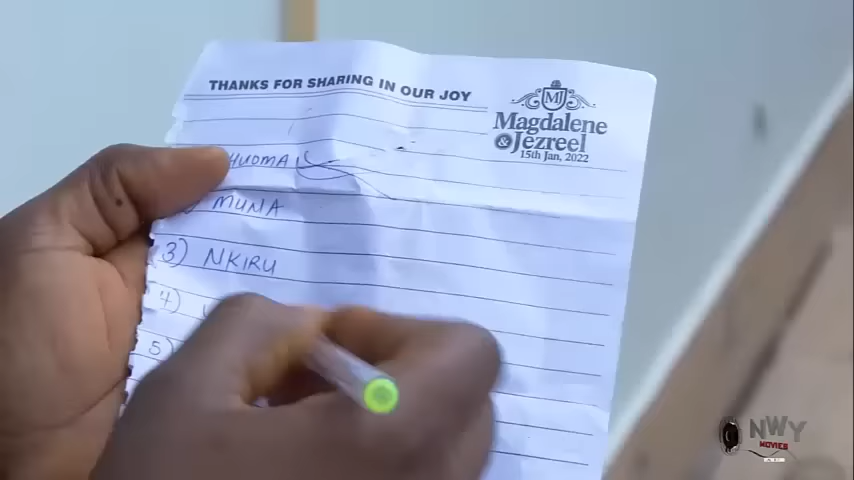 THANKS FOR SHARING IN OUR JOY
MJ
Magdalene
& Jezreel
15th Jan, 2022
HUOMA
MUNA
(3) NKIRU
(4)
5)
NWY
MOVIES